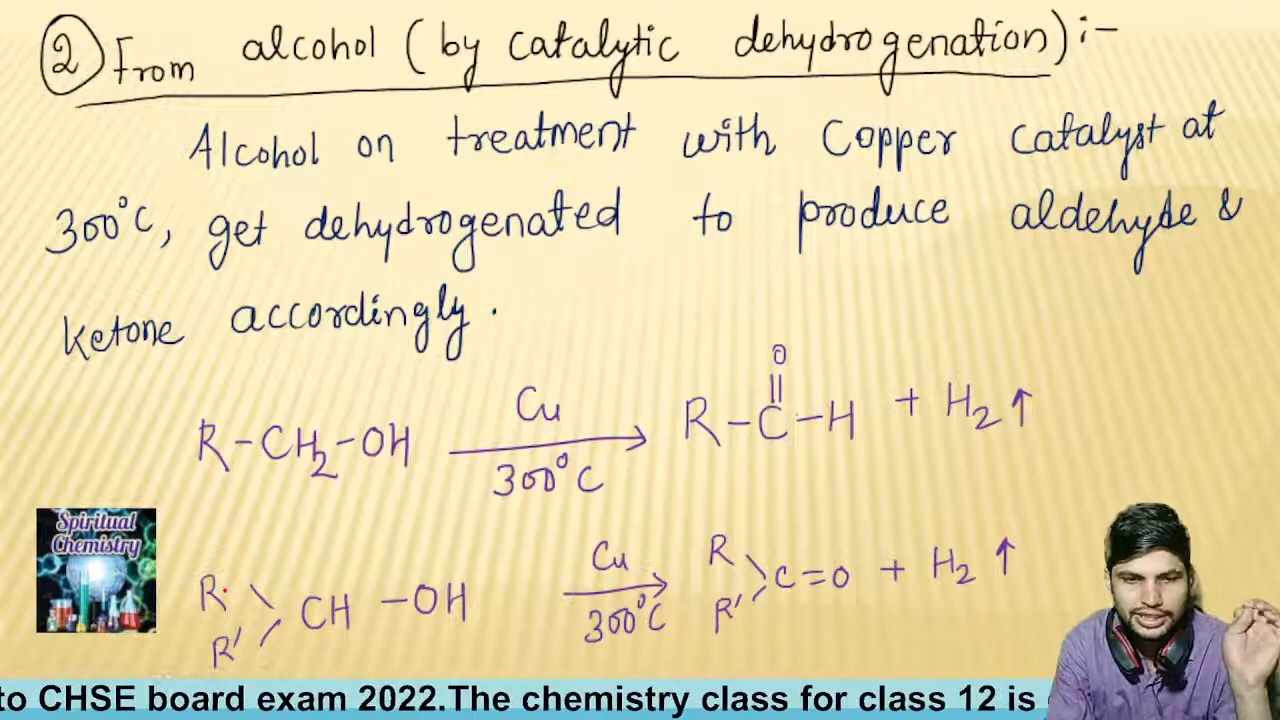 ② From alcohol (by catalytic dehydrogenation) :-
Alcohol on treatment with Copper catalyst at
300°C, get dehydrogenated to produce aldehyde &
ketone accordingly.
O
||
R-CH₂-OH Cu 300°C → R-C-H + H₂↑
Spiritual
Chemistry
R R' > CH -OH Cu 300°C → R R' > C=O + H₂↑
to CHSE board exam 2022.The chemistry class for class 12 is